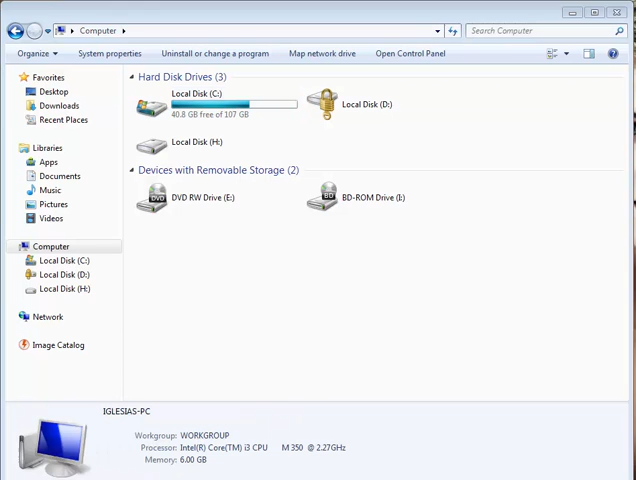 Computer
Search Computer
Organize
System properties
Uninstall or change a program
Map network drive
Open Control Panel
Favorites
Desktop
Downloads
Recent Places
Libraries
Apps
Documents
Music
Pictures
Videos
Computer
Local Disk (C:)
Local Disk (D:)
Local Disk (H:)
Network
Image Catalog
Hard Disk Drives (3)
Local Disk (C:)
40.8 GB free of 107 GB
Local Disk (D:)
Local Disk (H:)
Devices with Removable Storage (2)
DVD
DVD RW Drive (E:)
BD
BD-ROM Drive (I:)
IGLESIAS-PC
Workgroup: WORKGROUP
Processor: Intel(R) Core(TM) i3 CPU M 350 @ 2.27GHz
Memory: 6.00 GB